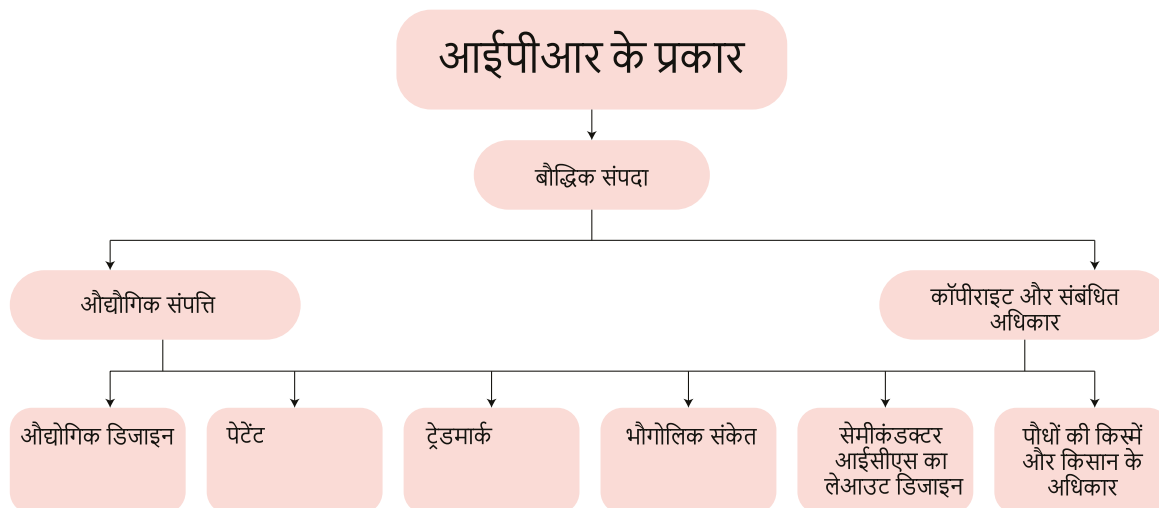 आईपीआर के प्रकार
बौद्धिक संपदा
औद्यौगिक संपत्ति
कॉपीराइट और संबंधित
अधिकार
औद्योगिक डिजाइन
पेटेंट
ट्रेडमार्क
भौगोलिक संकेत
सेमीकंडक्टर
आईसीएस का
लेआउट डिजाइन
पौधों की किस्में
और किसान के
अधिकार